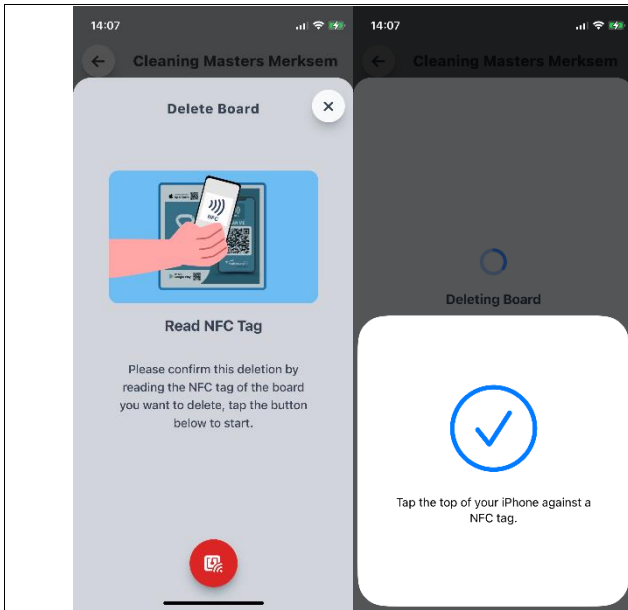 14:07
Cleaning Masters Merksem
Delete Board
NFC
Read NFC Tag
Please confirm this deletion by
reading the NFC tag of the board
you want to delete, tap the button
below to start.
14:07
Cleaning Masters Merksem
Deleting Board
Tap the top of your iPhone against a
NFC tag.